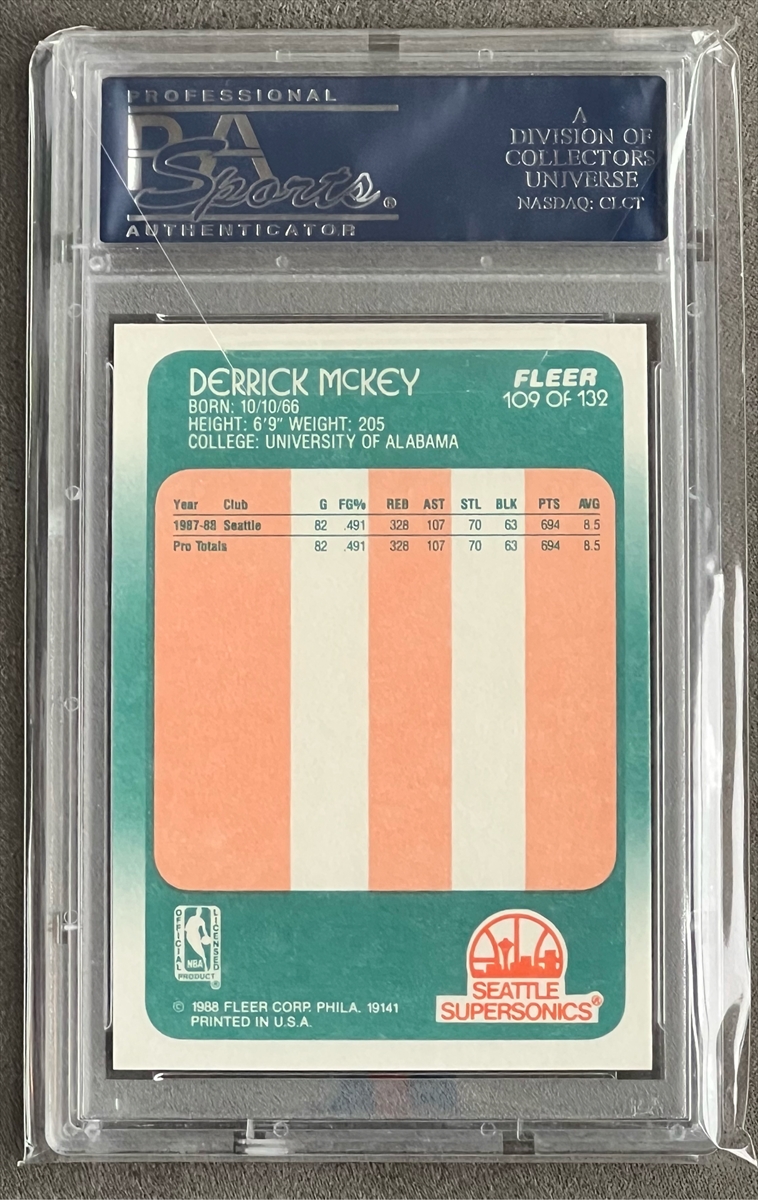 PROFESSIONAL
PSA
Sports®
AUTHENTICATOR
A
DIVISION OF
COLLECTORS
UNIVERSE
NASDAQ: CLCT
DERRICK McKEY
BORN: 10/10/66
HEIGHT: 6'9" WEIGHT: 205
COLLEGE: UNIVERSITY OF ALABAMA
FLEER
109 OF 132
Year Club G FG% REB AST STL BLK PTS AVG
1987-88 Seattle 82 .491 328 107 70 63 694 8.5
Pro Totals 82 .491 328 107 70 63 694 8.5
OFFICIAL
LICENSED
NBA
PRODUCT®
© 1988 FLEER CORP. PHILA. 19141
PRINTED IN U.S.A.
SEATTLE
SUPERSONICS®